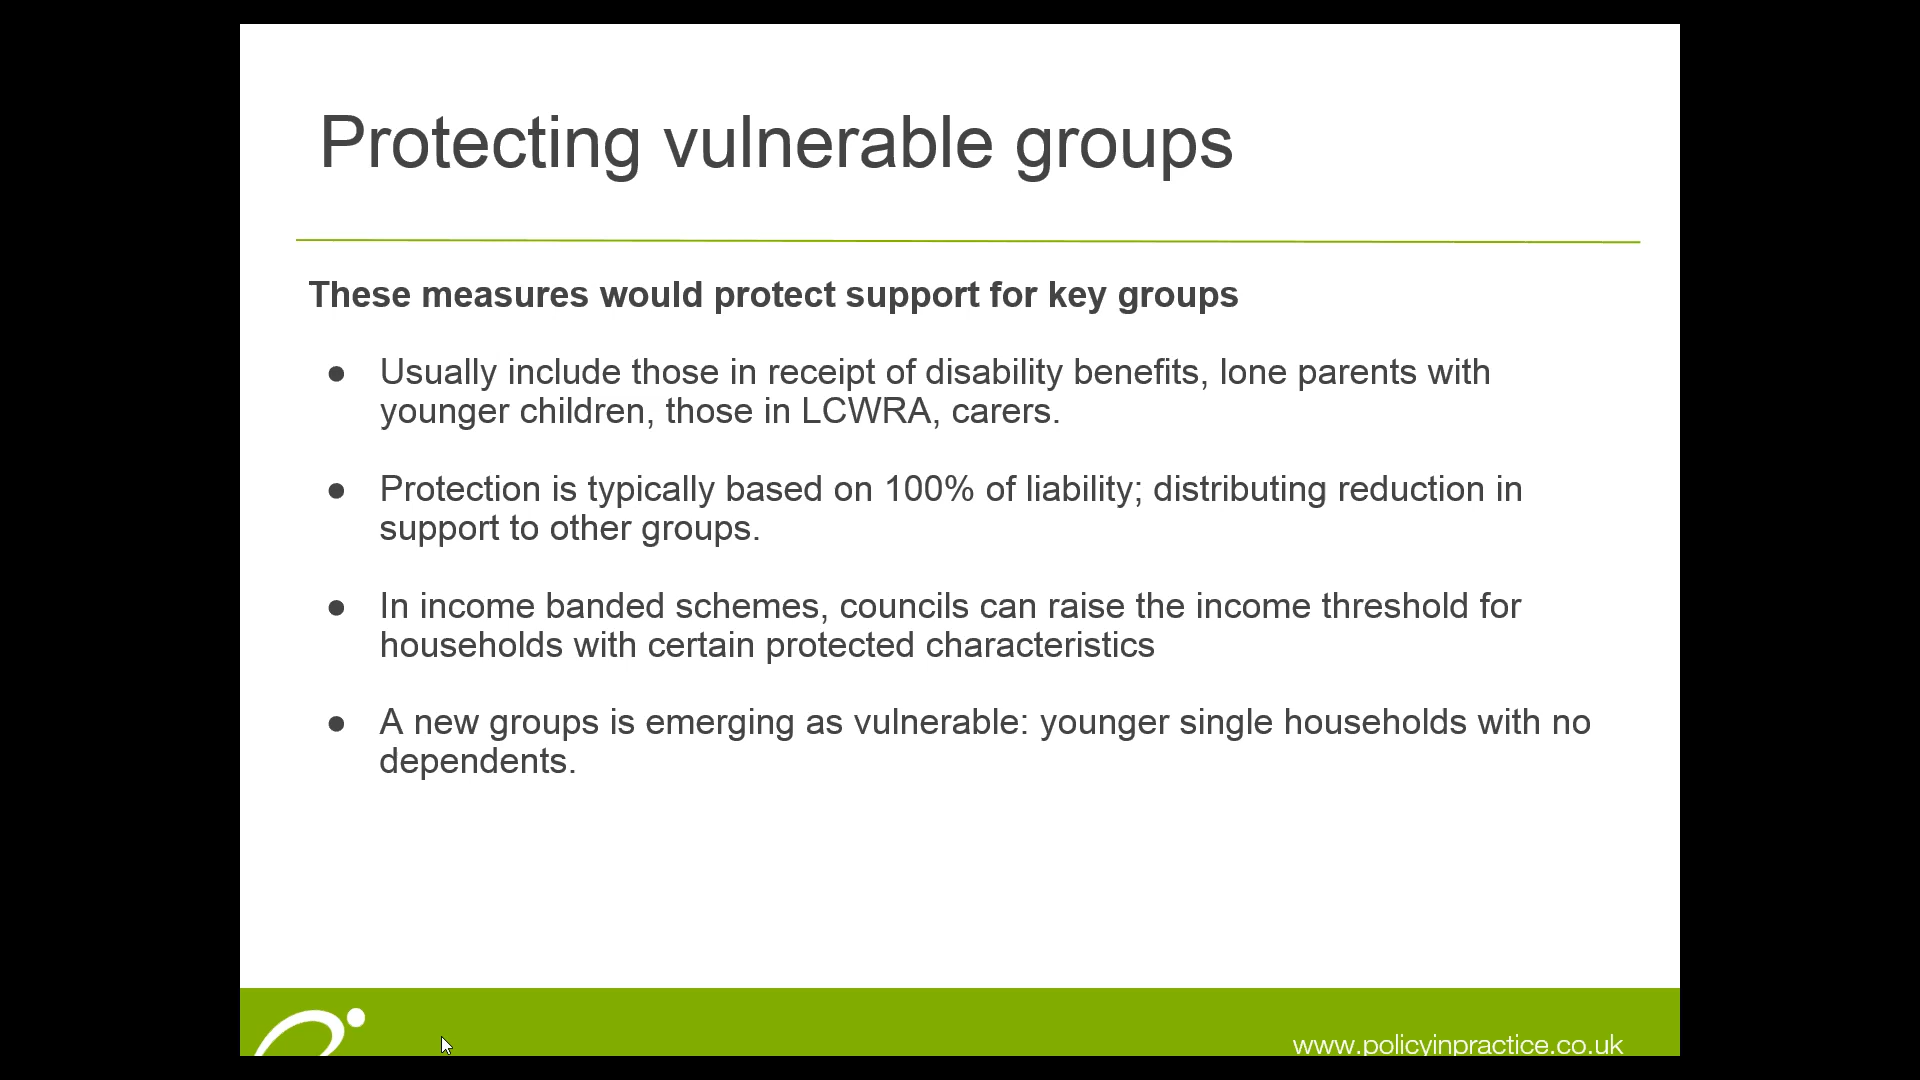 Protecting vulnerable groups
These measures would protect support for key groups
● Usually include those in receipt of disability benefits, lone parents with
younger children, those in LCWRA, carers.
● Protection is typically based on 100% of liability; distributing reduction in
support to other groups.
● In income banded schemes, councils can raise the income threshold for
households with certain protected characteristics
● A new groups is emerging as vulnerable: younger single households with no
dependents.
www.policyinpractice.co.uk